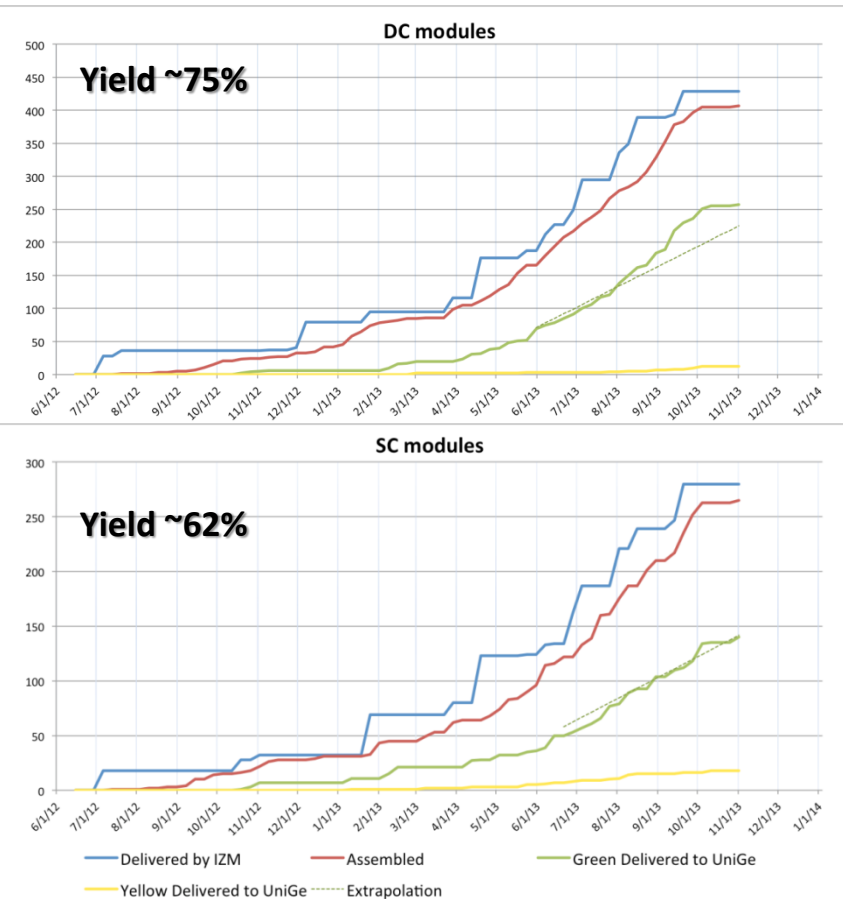 DC modules
Yield ~75%
500
450
400
350
300
250
200
150
100
50
0
6/1/12 7/1/12 8/1/12 9/1/12 10/1/12 11/1/12 12/1/12 1/1/13 2/1/13 3/1/13 4/1/13 5/1/13 6/1/13 7/1/13 8/1/13 9/1/13 10/1/13 11/1/13 12/1/13 1/1/14
SC modules
Yield ~62%
300
250
200
150
100
50
0
6/1/12 7/1/12 8/1/12 9/1/12 10/1/12 11/1/12 12/1/12 1/1/13 2/1/13 3/1/13 4/1/13 5/1/13 6/1/13 7/1/13 8/1/13 9/1/13 10/1/13 11/1/13 12/1/13 1/1/14
Delivered by IZM Assembled Green Delivered to UniGe
Yellow Delivered to UniGe Extrapolation